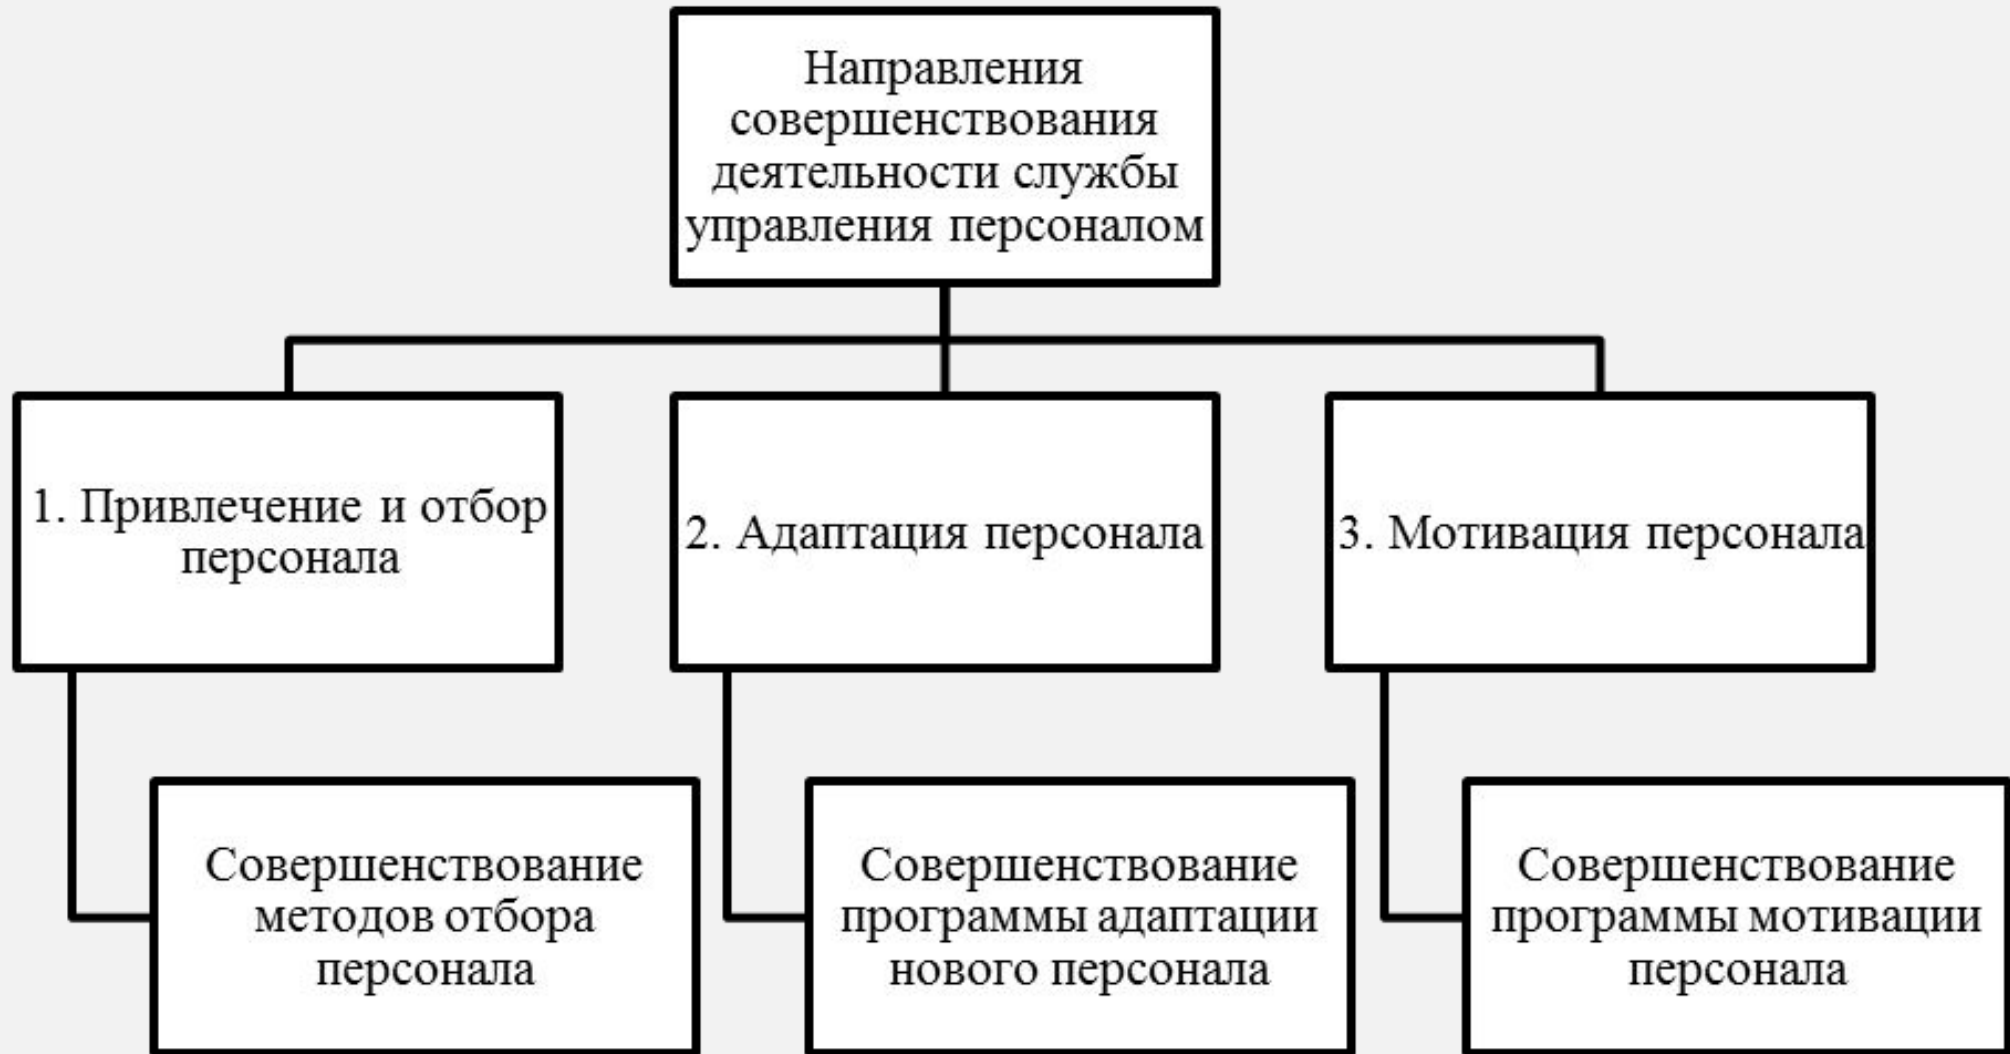 Направления
совершенствования
деятельности службы
управления персоналом
1. Привлечение и отбор
персонала
2. Адаптация персонала
3. Мотивация персонала
Совершенствование
методов отбора
персонала
Совершенствование
программы адаптации
нового персонала
Совершенствование
программы мотивации
персонала